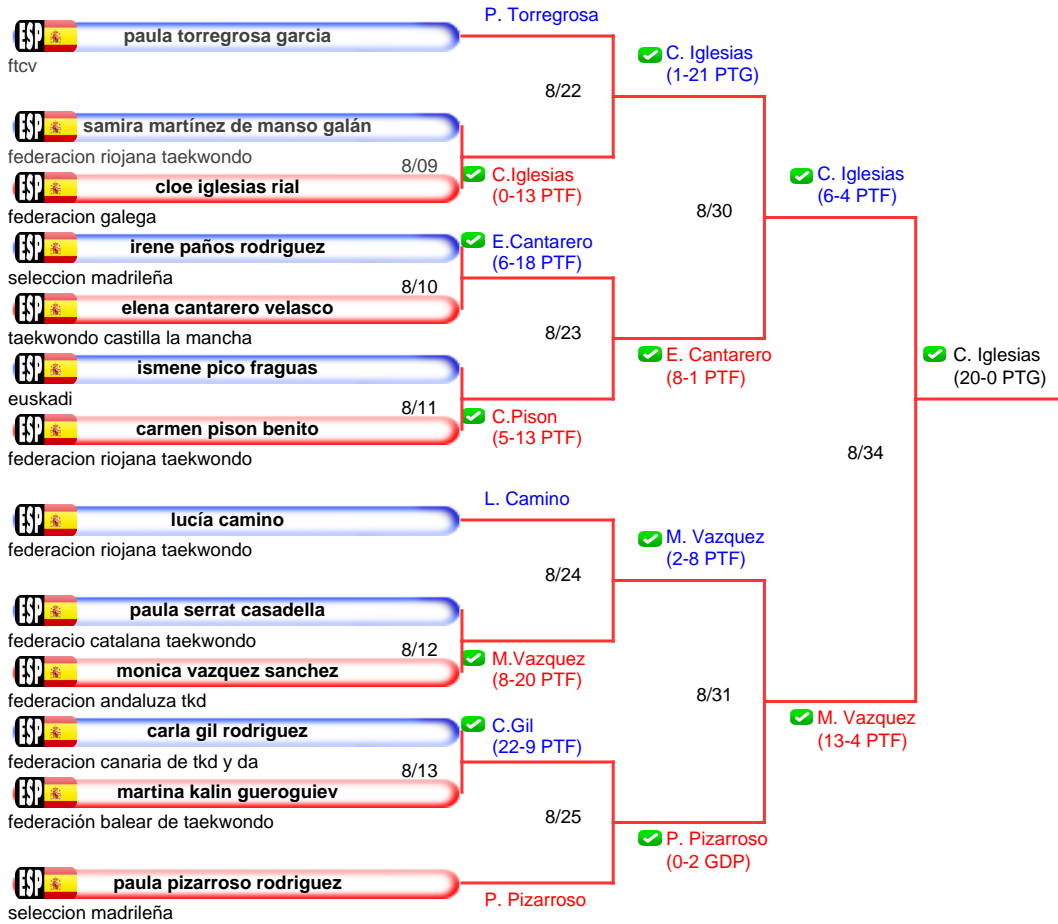 P. Torregrosa
ESP paula torregrosa garcia
ftcv
C. Iglesias
(1-21 PTG)
8/22
ESP samira martínez de manso galán
federacion riojana taekwondo
8/09
C.Iglesias
(0-13 PTF)
ESP cloe iglesias rial
federacion galega
C. Iglesias
(6-4 PTF)
8/30
ESP irene paños rodriguez
seleccion madrileña
E.Cantarero
(6-18 PTF)
8/10
ESP elena cantarero velasco
taekwondo castilla la mancha
8/23
E. Cantarero
(8-1 PTF)
ESP ismene pico fraguas
euskadi
8/11
C.Pison
(5-13 PTF)
ESP carmen pison benito
federacion riojana taekwondo
C. Iglesias
(20-0 PTG)
8/34
L. Camino
ESP lucía camino
federacion riojana taekwondo
M. Vazquez
(2-8 PTF)
8/24
ESP paula serrat casadella
federacio catalana taekwondo
8/12
M.Vazquez
(8-20 PTF)
ESP monica vazquez sanchez
federacion andaluza tkd
8/31
M. Vazquez
(13-4 PTF)
ESP carla gil rodriguez
federacion canaria de tkd y da
C.Gil
(22-9 PTF)
8/13
ESP martina kalin gueroguiev
federación balear de taekwondo
8/25
P. Pizarroso
(0-2 GDP)
ESP paula pizarroso rodriguez
seleccion madrileña
P. Pizarroso